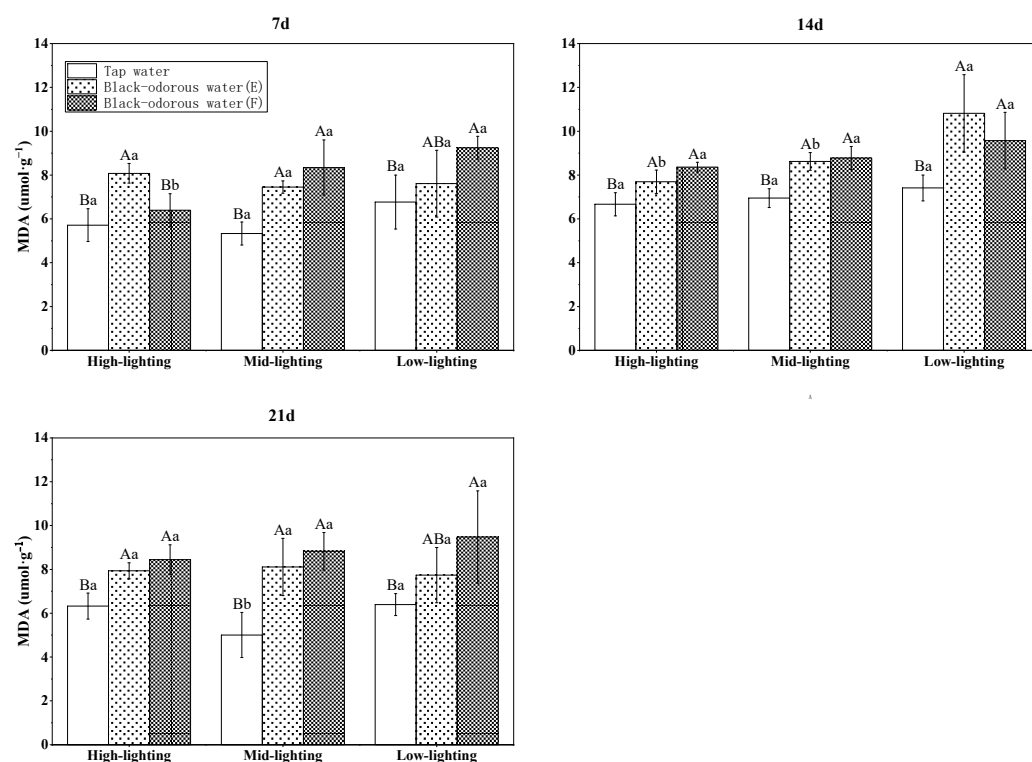 7d
MDA (umol·g⁻¹)
14
12
10
8
6
4
2
0
Tap water
Black-odorous water(E)
Black-odorous water(F)
Ba
Aa
Bb
Ba
Aa
Aa
Ba
ABa
Aa
High-lighting
Mid-lighting
Low-lighting
14d
MDA (umol·g⁻¹)
14
12
10
8
6
4
2
0
Ba
Ab
Aa
Ba
Ab
Aa
Ba
Aa
Aa
High-lighting
Mid-lighting
Low-lighting
21d
MDA (umol·g⁻¹)
14
12
10
8
6
4
2
0
Ba
Aa
Aa
Bb
Aa
Aa
Ba
ABa
Aa
High-lighting
Mid-lighting
Low-lighting